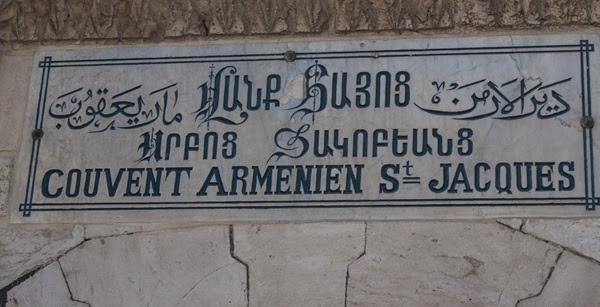 دير الارمن مار يعقوب
ՎԱՆՔ ՀԱՅՈՑ
ՍՐԲՈՑ ՅԱԿՈԲԵԱՆՑ
COUVENT ARMENIEN St JACQUES